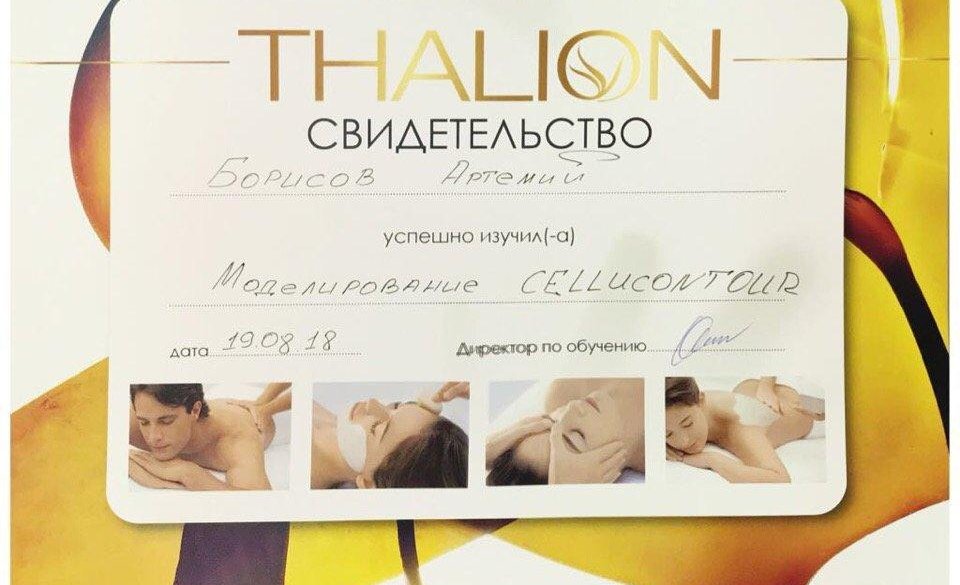 THALION
СВИДЕТЕЛЬСТВО
Борисов Артемий
успешно изучил(-а)
Моделирование CELLUCONTOUR
дата 19.08 18 Директор по обучению